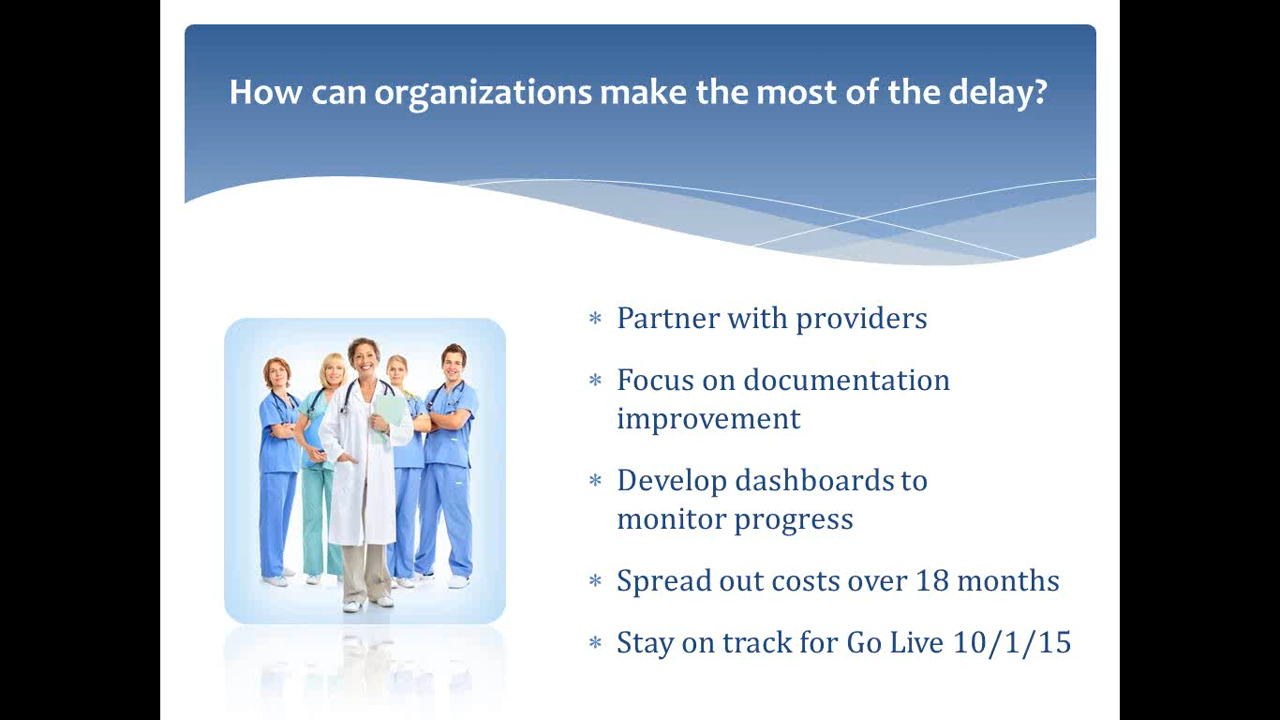 How can organizations make the most of the delay?
* Partner with providers
* Focus on documentation
improvement
* Develop dashboards to
monitor progress
* Spread out costs over 18 months
* Stay on track for Go Live 10/1/15